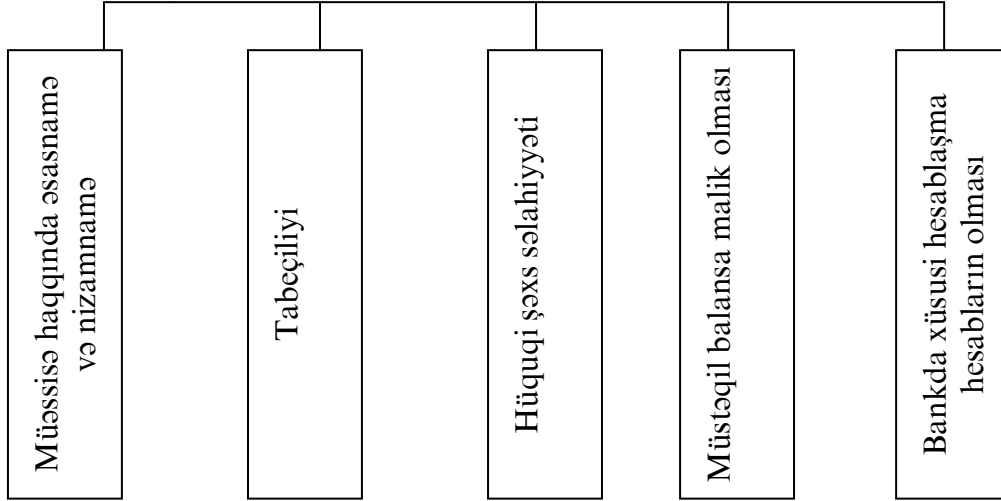 Müəssisə haqqında əsasnamə
və nizamnamə
Tabeçiliyi
Hüquqi şəxs səlahiyyəti
Müstəqil balansa malik olması
Bankda xüsusi hesablaşma
hesabların olması